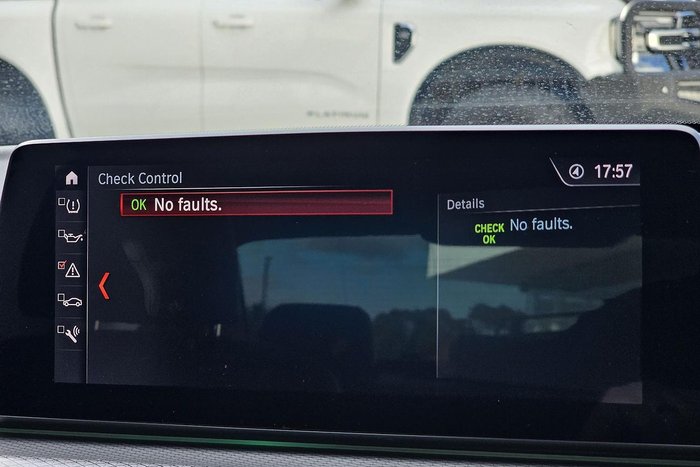 PLATINUM
Check Control
17:57
OK No faults.
Details
CHECK OK No faults.